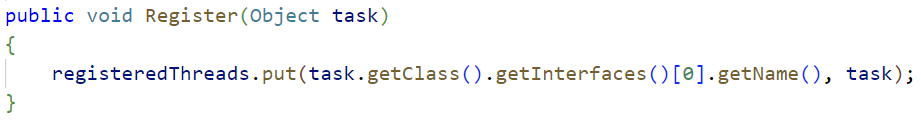 public void Register(Object task)
{
    registeredThreads.put(task.getClass().getInterfaces()[0].getName(), task);
}